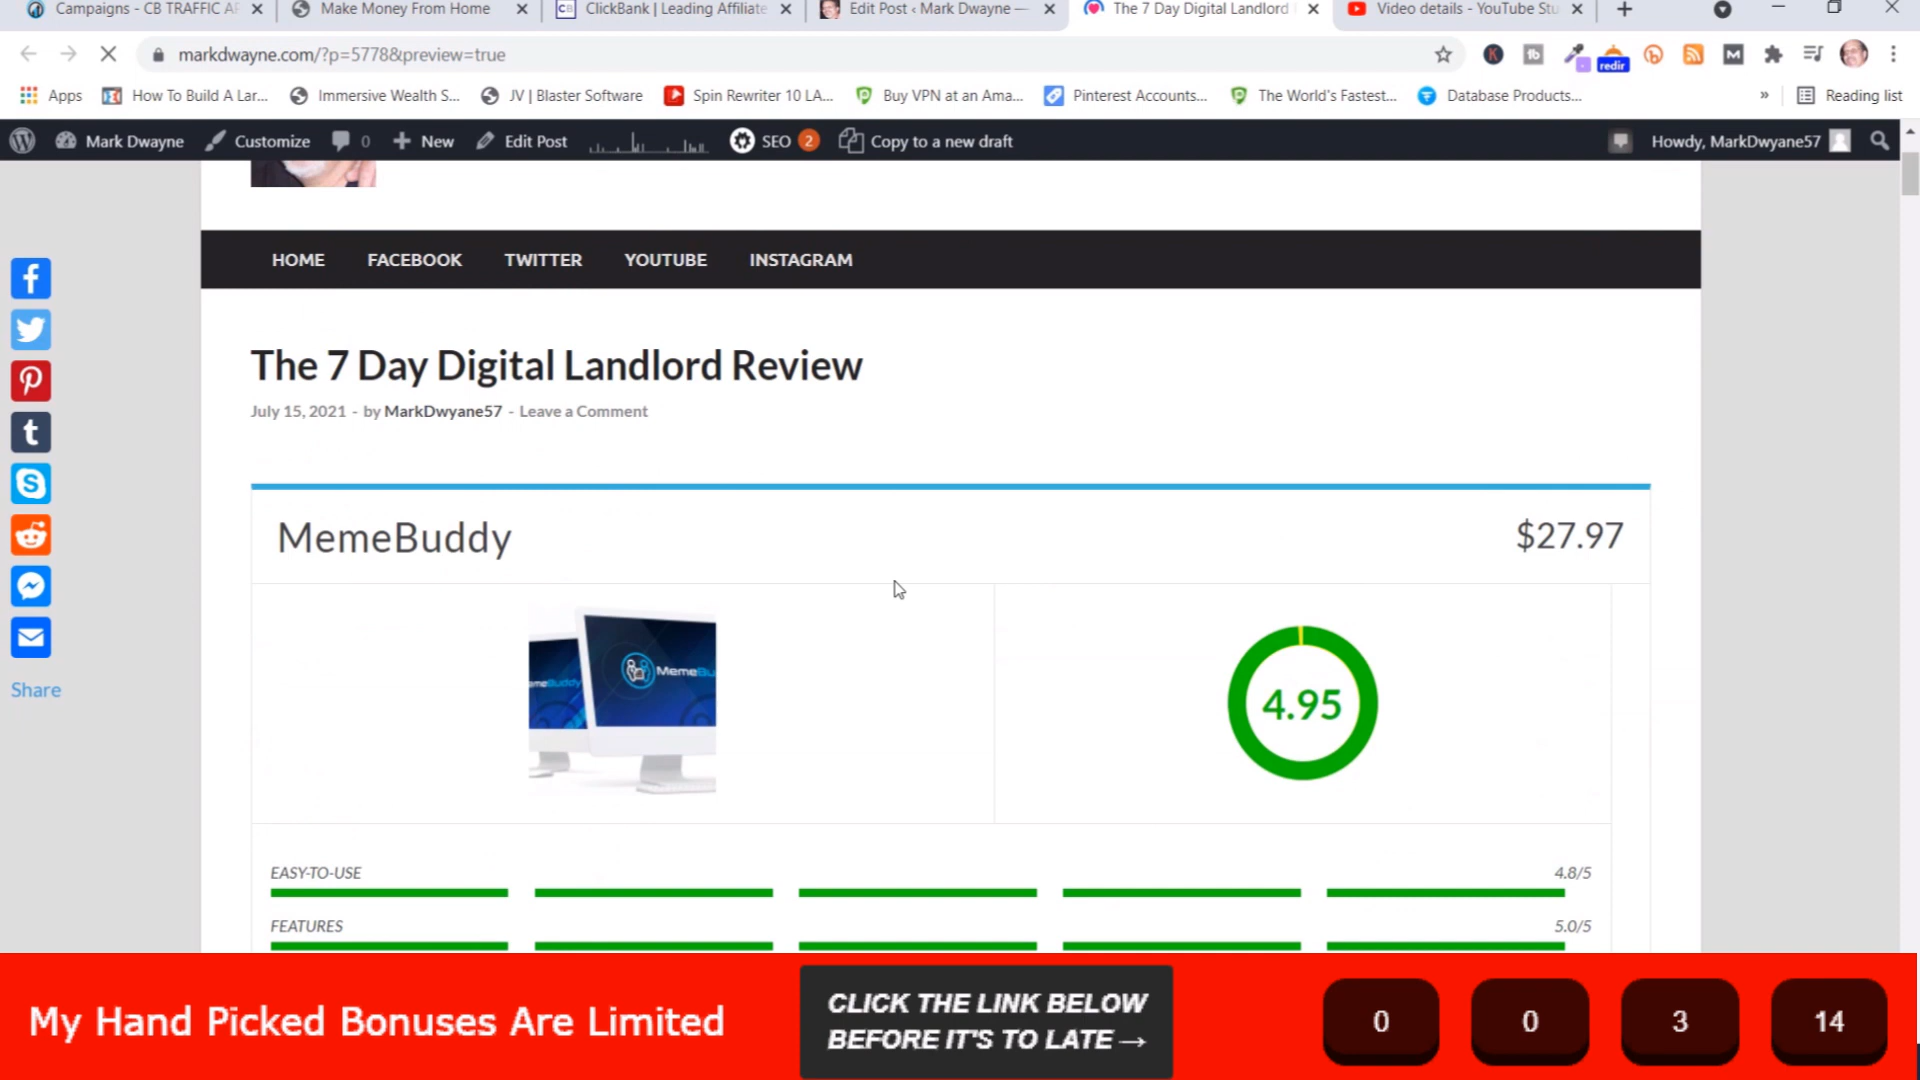 Campaigns - CB TRAFFIC AP
Make Money From Home
ClickBank | Leading Affiliate
Edit Post ‹ Mark Dwayne —
The 7 Day Digital Landlord
Video details - YouTube Stu
markdwayne.com/?p=5778&preview=true
redir
Apps
How To Build A Lar...
Immersive Wealth S...
JV | Blaster Software
Spin Rewriter 10 LA...
Buy VPN at an Ama...
Pinterest Accounts...
The World's Fastest...
Database Products...
»
Reading list
Mark Dwayne
Customize
0
New
Edit Post
SEO 2
Copy to a new draft
Howdy, MarkDwyane57
HOME
FACEBOOK
TWITTER
YOUTUBE
INSTAGRAM
The 7 Day Digital Landlord Review
July 15, 2021 - by MarkDwyane57 - Leave a Comment
MemeBuddy
$27.97
MemeBu
4.95
Share
EASY-TO-USE
4.8/5
FEATURES
5.0/5
My Hand Picked Bonuses Are Limited
CLICK THE LINK BELOW
BEFORE IT'S TO LATE →
0
0
3
14